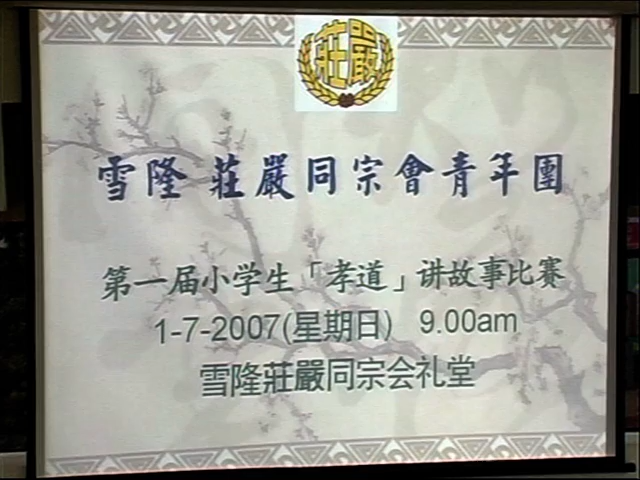 莊嚴
雪隆 莊嚴同宗會青年團
第一届小学生「孝道」讲故事比赛
1-7-2007(星期日) 9.00am
雪隆莊嚴同宗会礼堂